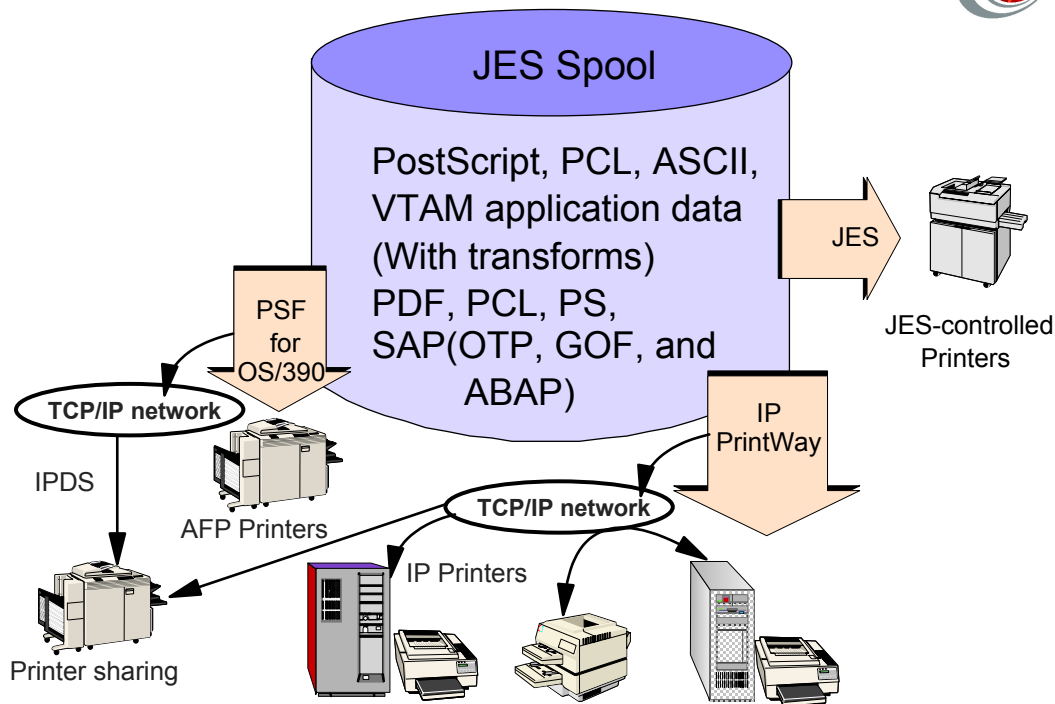 JES Spool
PostScript, PCL, ASCII,
VTAM application data
(With transforms)
PDF, PCL, PS,
SAP(OTP, GOF, and
ABAP)
JES
JES-controlled
Printers
PSF
for
OS/390
TCP/IP network
IPDS
AFP Printers
Printer sharing
IP
PrintWay
TCP/IP network
IP Printers